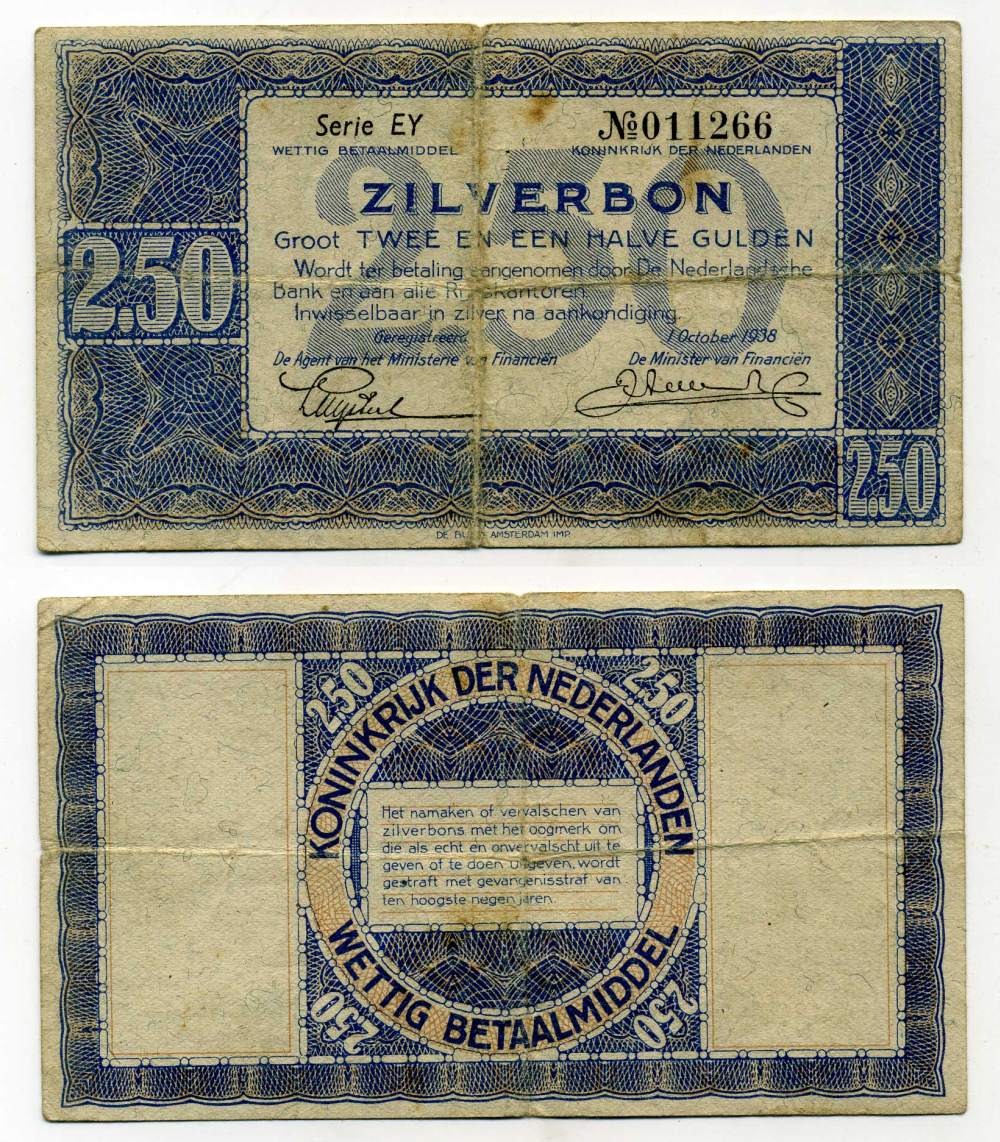 Serie EY
№ 011266
WETTIG BETAALMIDDEL
KONINKRIJK DER NEDERLANDEN
2.50
ZILVERBON
Groot TWEE EN EEN HALVE GULDEN
2.50
Wordt ter betaling aangenomen door De Nederlandsche
Bank en aan alle Rijkskantoren.
Inwisselbaar in zilver na aankondiging.
Geregistreerd
1 October 1938
De Agent van het Ministerie van Financiën
De Minister van Financiën
2.50
AMSTERDAM IMP.
2.50
2.50
KONINKRIJK DER NEDERLANDEN
Het namaken of vervalschen van
zilverbons met het oogmerk om
die als echt en onvervalscht uit te
geven of te doen uitgeven, wordt
gestraft met gevangenisstraf van
ten hoogste negen jaren.
WETTIG BETAALMIDDEL
2.50
2.50